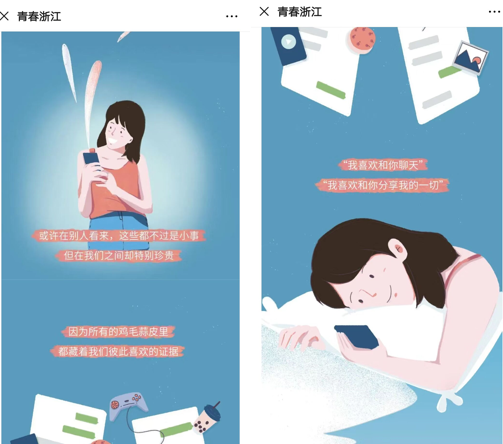 青春浙江
或许在别人看来，这些都不过是小事
但在我们之间却特别珍贵
因为所有的鸡毛蒜皮里
都藏着我们彼此喜欢的证据
青春浙江
“我喜欢和你聊天”
“我喜欢和你分享我的一切”